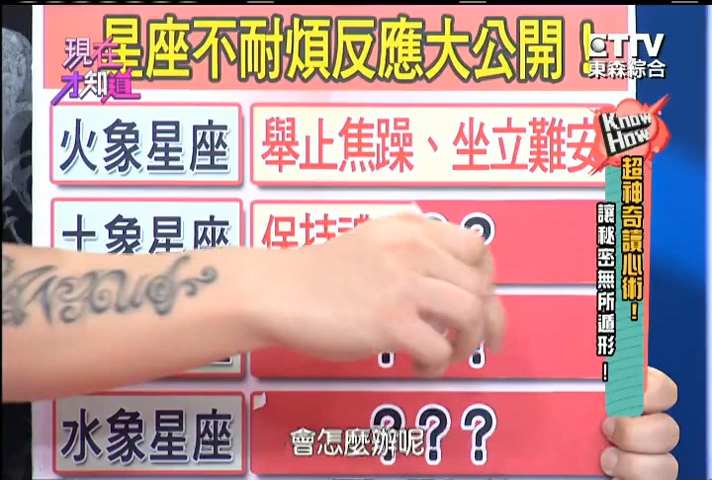 星座不耐煩反應大公開！
現在才知道
ETTV
東森綜合
火象星座
舉止焦躁、坐立難安
Know How
超神奇讀心術！
讓秘密無所遁形！
土象星座
保持
??
??
水象星座
???
會怎麼辦呢